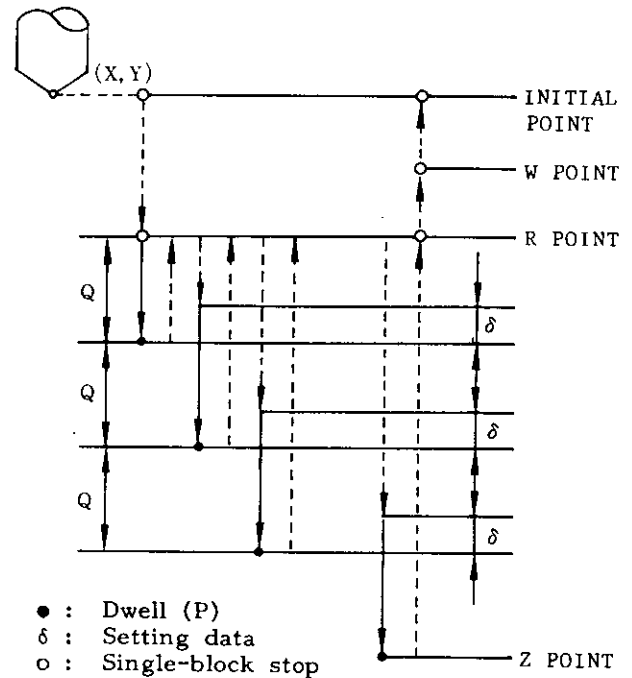 (X, Y)
INITIAL
POINT
W POINT
R POINT
Q
δ
Q
δ
Q
δ
● : Dwell (P)
δ : Setting data
○ : Single-block stop
Z POINT